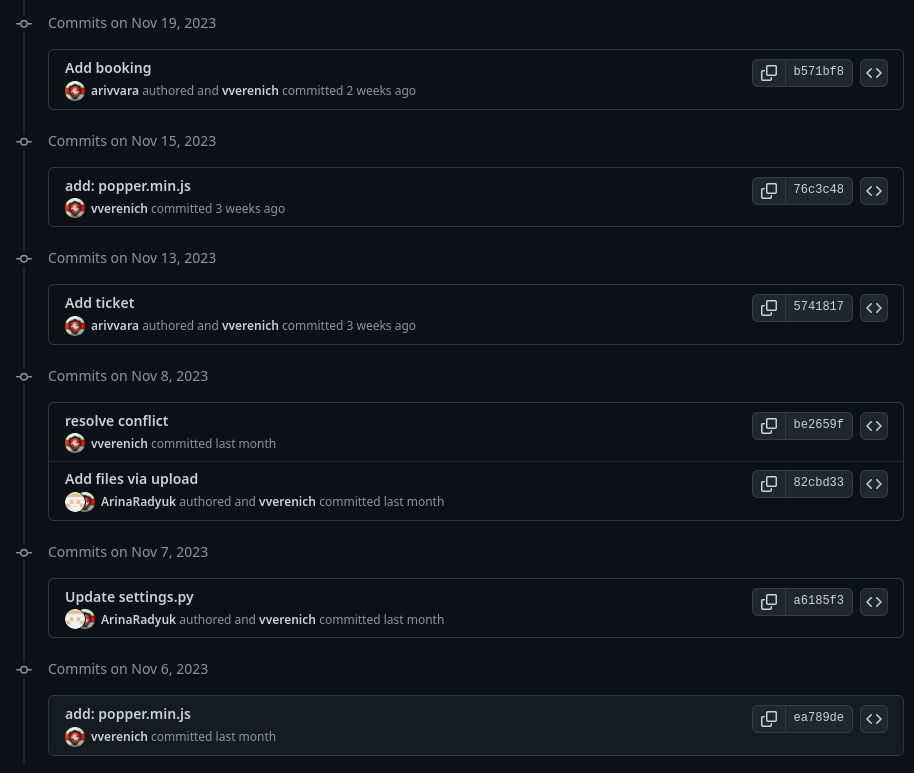 Commits on Nov 19, 2023
Add booking
b571bf8
arivvara authored and vverenich committed 2 weeks ago
Commits on Nov 15, 2023
add: popper.min.js
76c3c48
vverenich committed 3 weeks ago
Commits on Nov 13, 2023
Add ticket
5741817
arivvara authored and vverenich committed 3 weeks ago
Commits on Nov 8, 2023
resolve conflict
be2659f
vverenich committed last month
Add files via upload
82cbd33
ArinaRadyuk authored and vverenich committed last month
Commits on Nov 7, 2023
Update settings.py
a6185f3
ArinaRadyuk authored and vverenich committed last month
Commits on Nov 6, 2023
add: popper.min.js
ea789de
vverenich committed last month